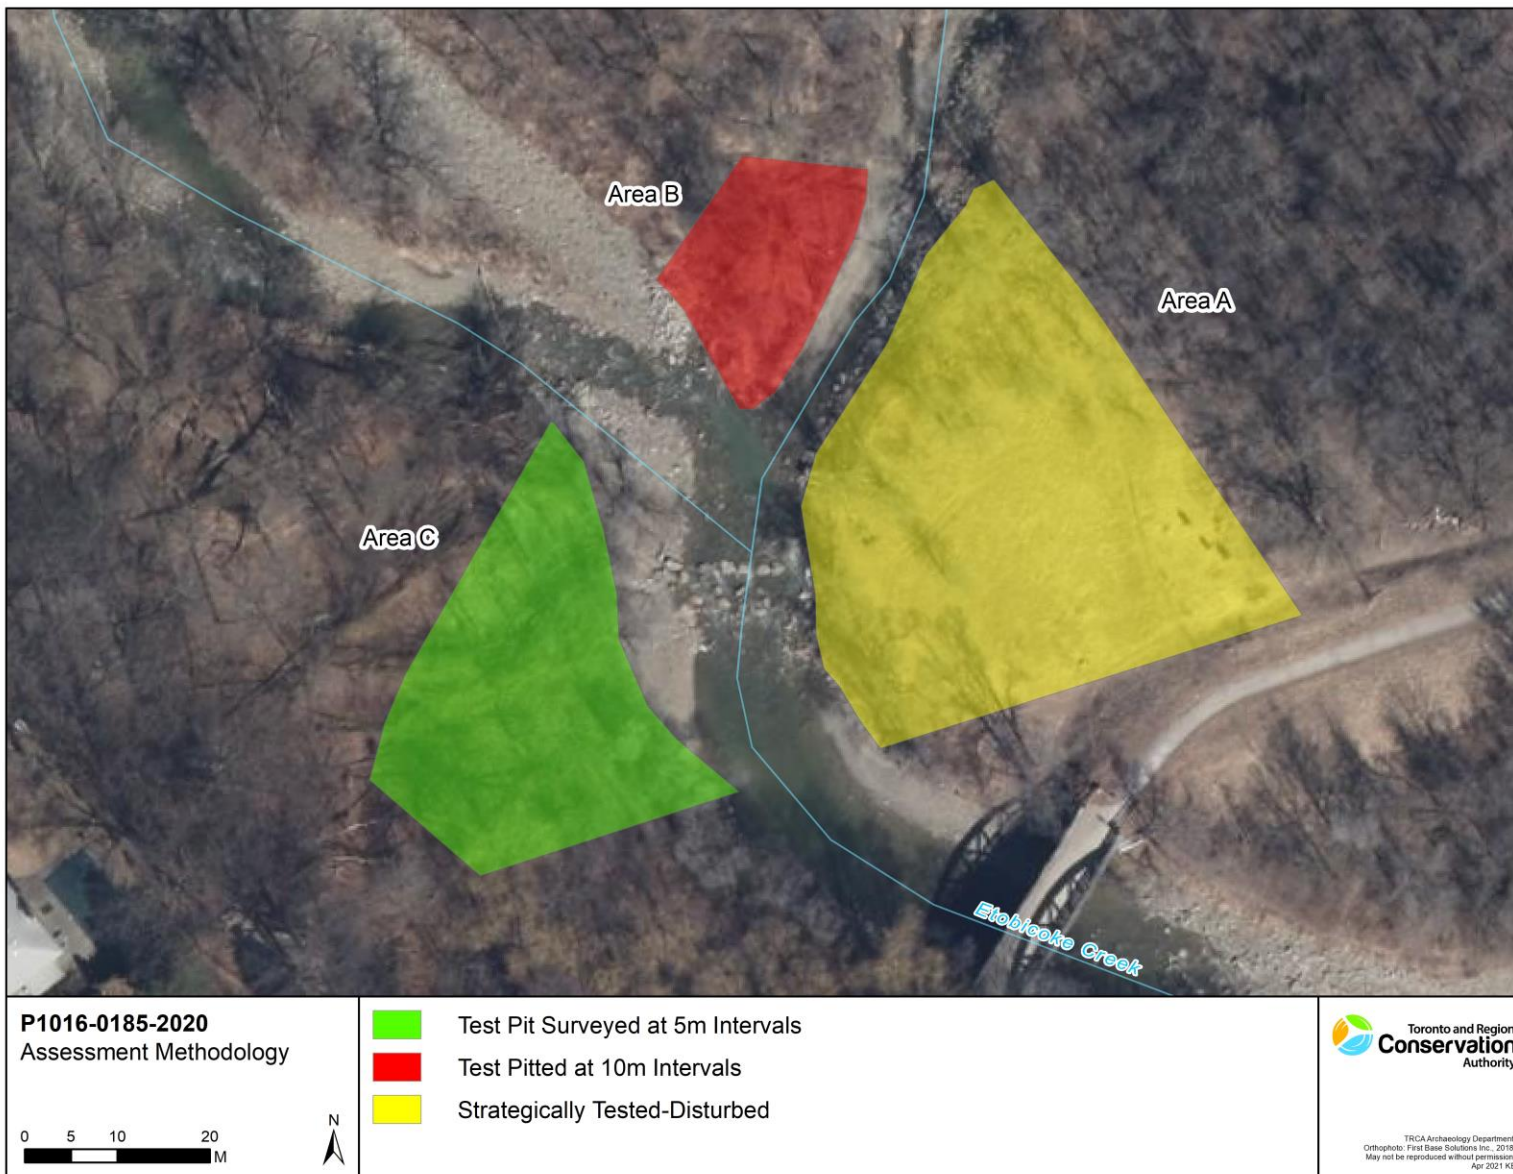 Area B
Area A
Area C
Etobicoke Creek
P1016-0185-2020
Assessment Methodology
0 5 10 20
M
N
Test Pit Surveyed at 5m Intervals
Test Pitted at 10m Intervals
Strategically Tested-Disturbed
Toronto and Region
Conservation
Authority
TRCA Archaeology Department
Orthophoto: First Base Solutions Inc., 2018
May not be reproduced without permission
Apr 2021